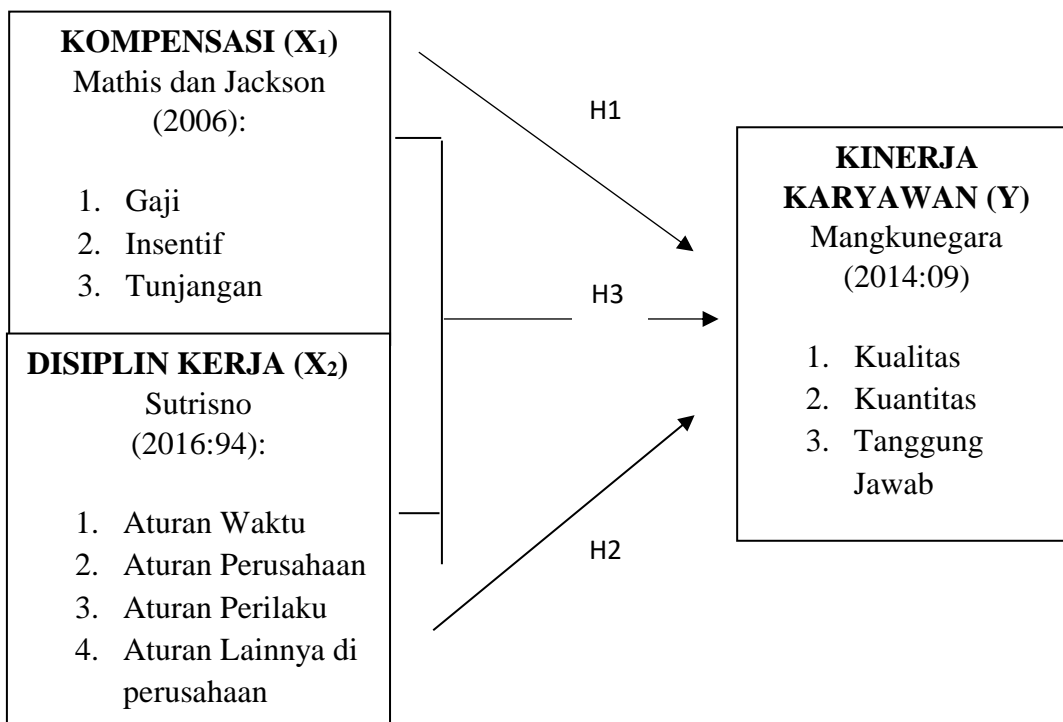 KOMPENSASI (X₁)
Mathis dan Jackson
(2006):
1. Gaji
2. Insentif
3. Tunjangan
DISIPLIN KERJA (X₂)
Sutrisno
(2016:94):
1. Aturan Waktu
2. Aturan Perusahaan
3. Aturan Perilaku
4. Aturan Lainnya di
perusahaan
H1
H3
H2
KINERJA
KARYAWAN (Y)
Mangkunegara
(2014:09)
1. Kualitas
2. Kuantitas
3. Tanggung
Jawab